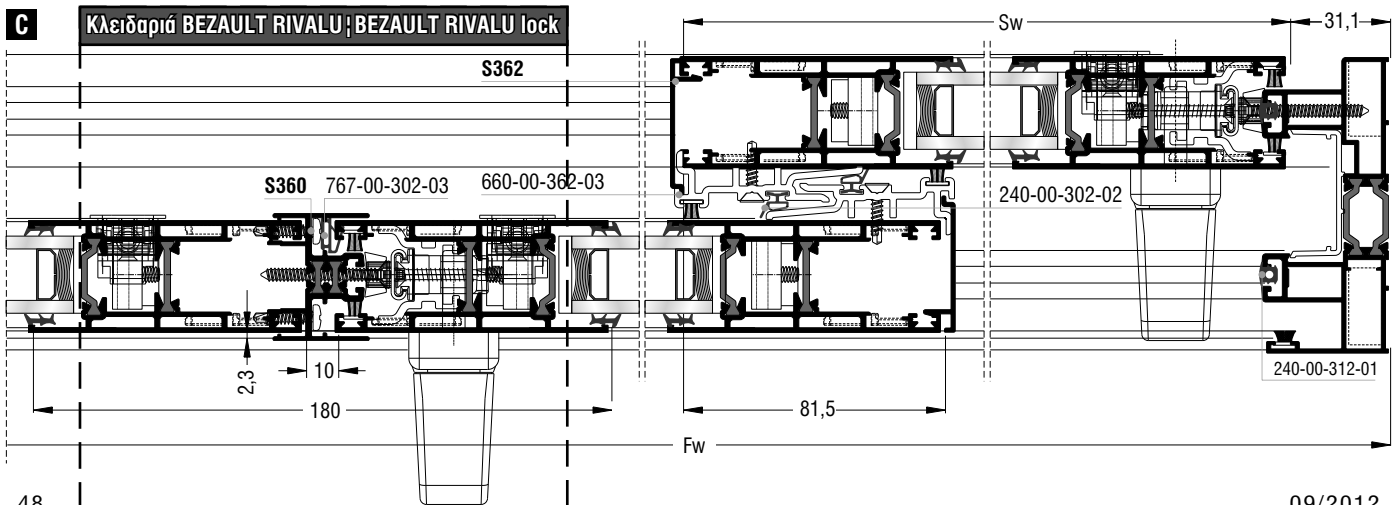 C
Κλειδαριά BEZAULT RIVALU ¦ BEZAULT RIVALU lock
Sw
31,1
S362
S360
767-00-302-03
660-00-362-03
240-00-302-02
240-00-312-01
2,3
10
180
81,5
Fw
48
09/2012